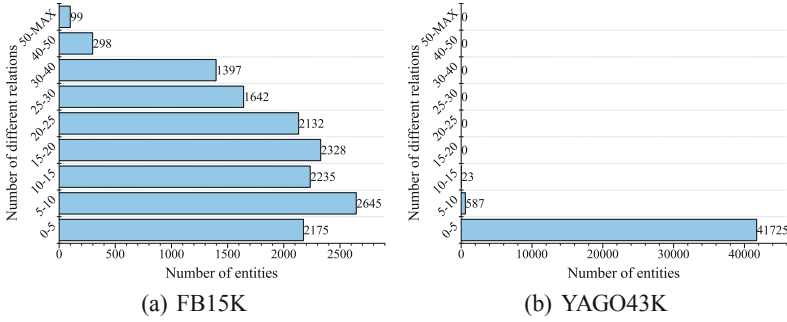 Number of different relations
50-MAX 99
40-50 298
30-40 1397
25-30 1642
20-25 2132
15-20 2328
10-15 2235
5-10 2645
0-5 2175
0 500 1000 1500 2000 2500
Number of entities
(a) FB15K
Number of different relations
50-MAX 0
40-50 0
30-40 0
25-30 0
20-25 0
15-20 0
10-15 23
5-10 587
0-5 41725
0 10000 20000 30000 40000
Number of entities
(b) YAGO43K